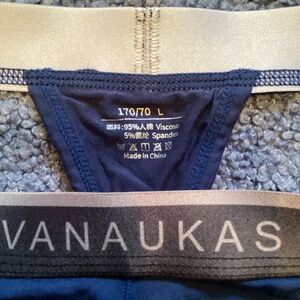 170/70 L
面料:95%人棉 Viscose
5%氨纶 Spandex
Made in China
VANAUKAS